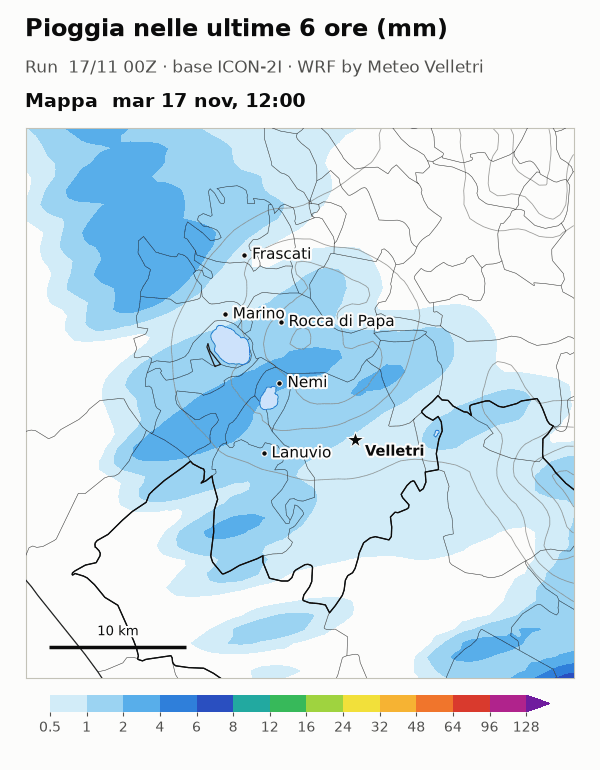 Pioggia nelle ultime 6 ore (mm)
Run  17/11 00Z · base ICON-2I · WRF by Meteo Velletri
Mappa  mar 17 nov, 12:00
Frascati
Marino
Rocca di Papa
Nemi
Velletri
Lanuvio
10 km
0.5 1 2 4 6 8 12 16 24 32 48 64 96 128